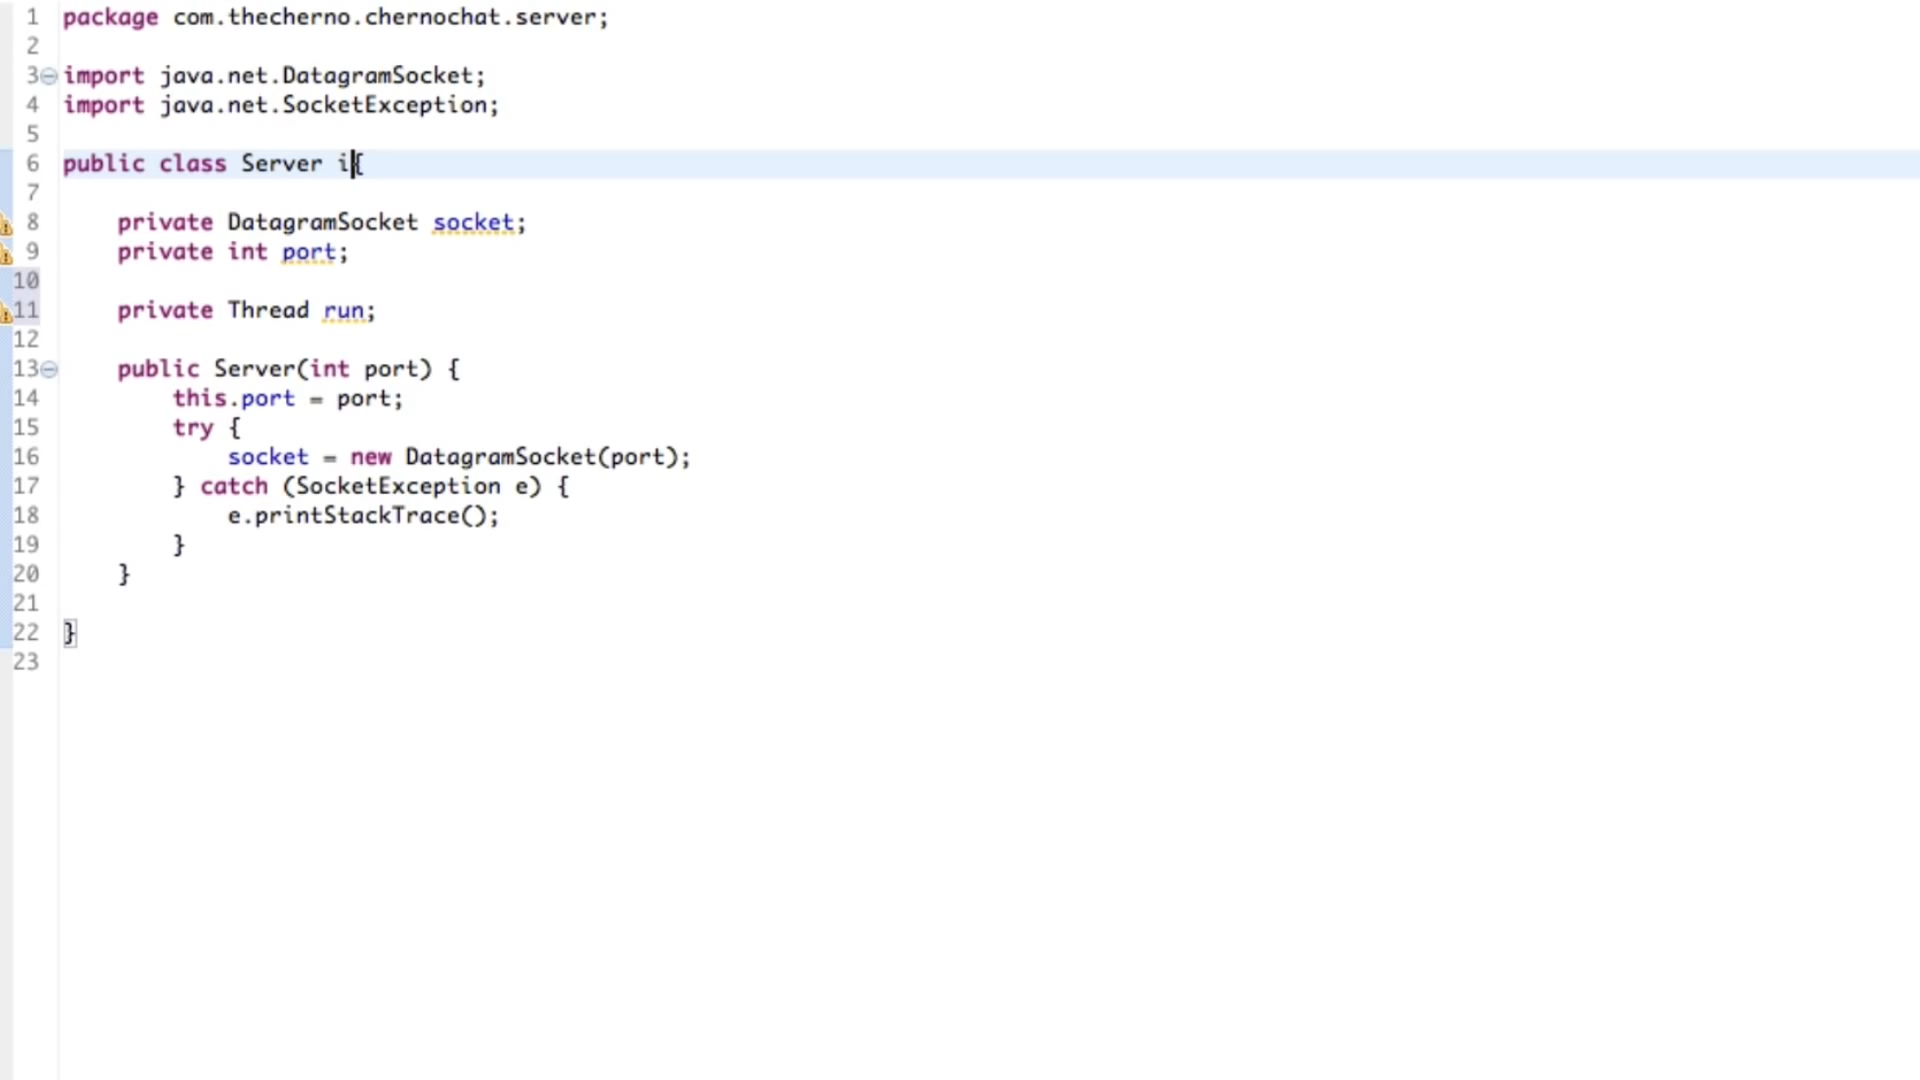 1 package com.thecherno.chernochat.server;
2
3 import java.net.DatagramSocket;
4 import java.net.SocketException;
5
6 public class Server i{
7
8     private DatagramSocket socket;
9     private int port;
10
11     private Thread run;
12
13     public Server(int port) {
14         this.port = port;
15         try {
16             socket = new DatagramSocket(port);
17         } catch (SocketException e) {
18             e.printStackTrace();
19         }
20     }
21
22 }
23